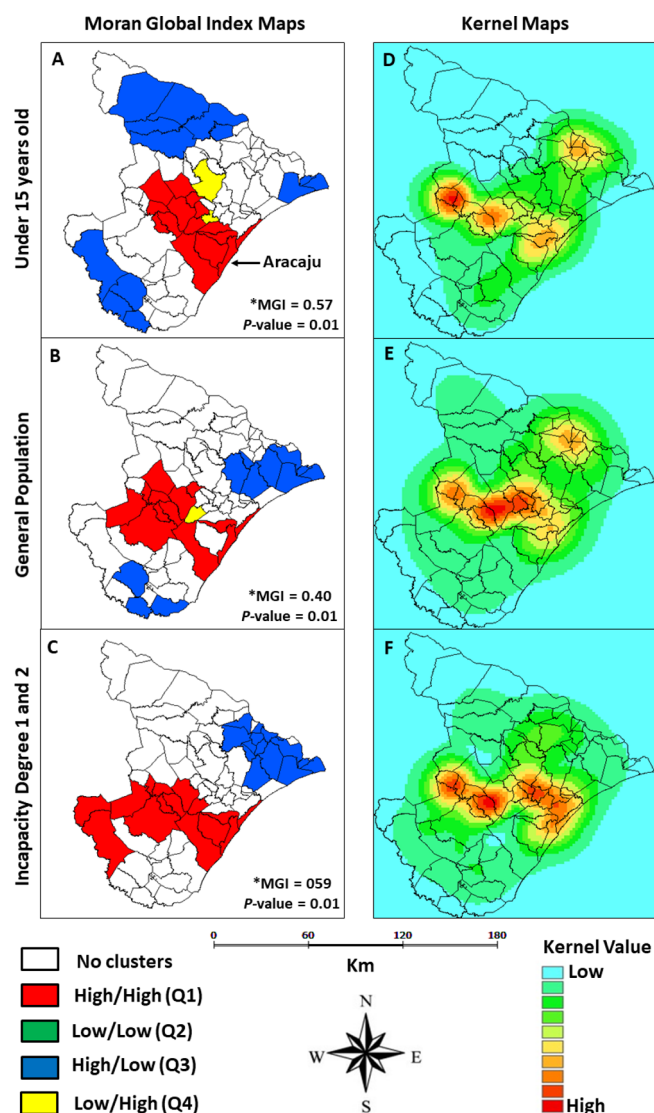 Moran Global Index Maps
Kernel Maps
Under 15 years old
A
Aracaju
*MGI = 0.57
P-value = 0.01
D
General Population
B
*MGI = 0.40
P-value = 0.01
E
Incapacity Degree 1 and 2
C
*MGI = 059
P-value = 0.01
F
0 60 120 180
Km
No clusters
High/High (Q1)
Low/Low (Q2)
High/Low (Q3)
Low/High (Q4)
N
W E
S
Kernel Value
Low
High